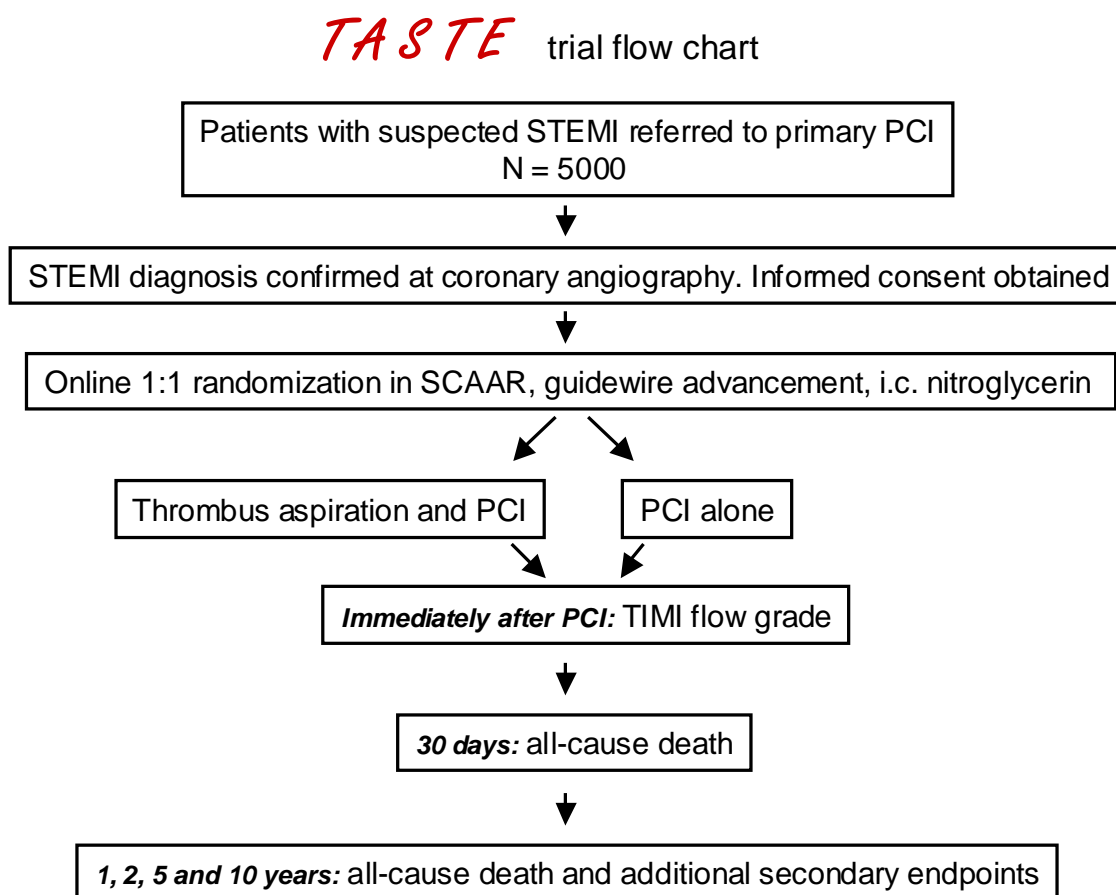 TASTE trial flow chart
Patients with suspected STEMI referred to primary PCI
N = 5000
STEMI diagnosis confirmed at coronary angiography. Informed consent obtained
Online 1:1 randomization in SCAAR, guidewire advancement, i.c. nitroglycerin
Thrombus aspiration and PCI
PCI alone
Immediately after PCI: TIMI flow grade
30 days: all-cause death
1, 2, 5 and 10 years: all-cause death and additional secondary endpoints